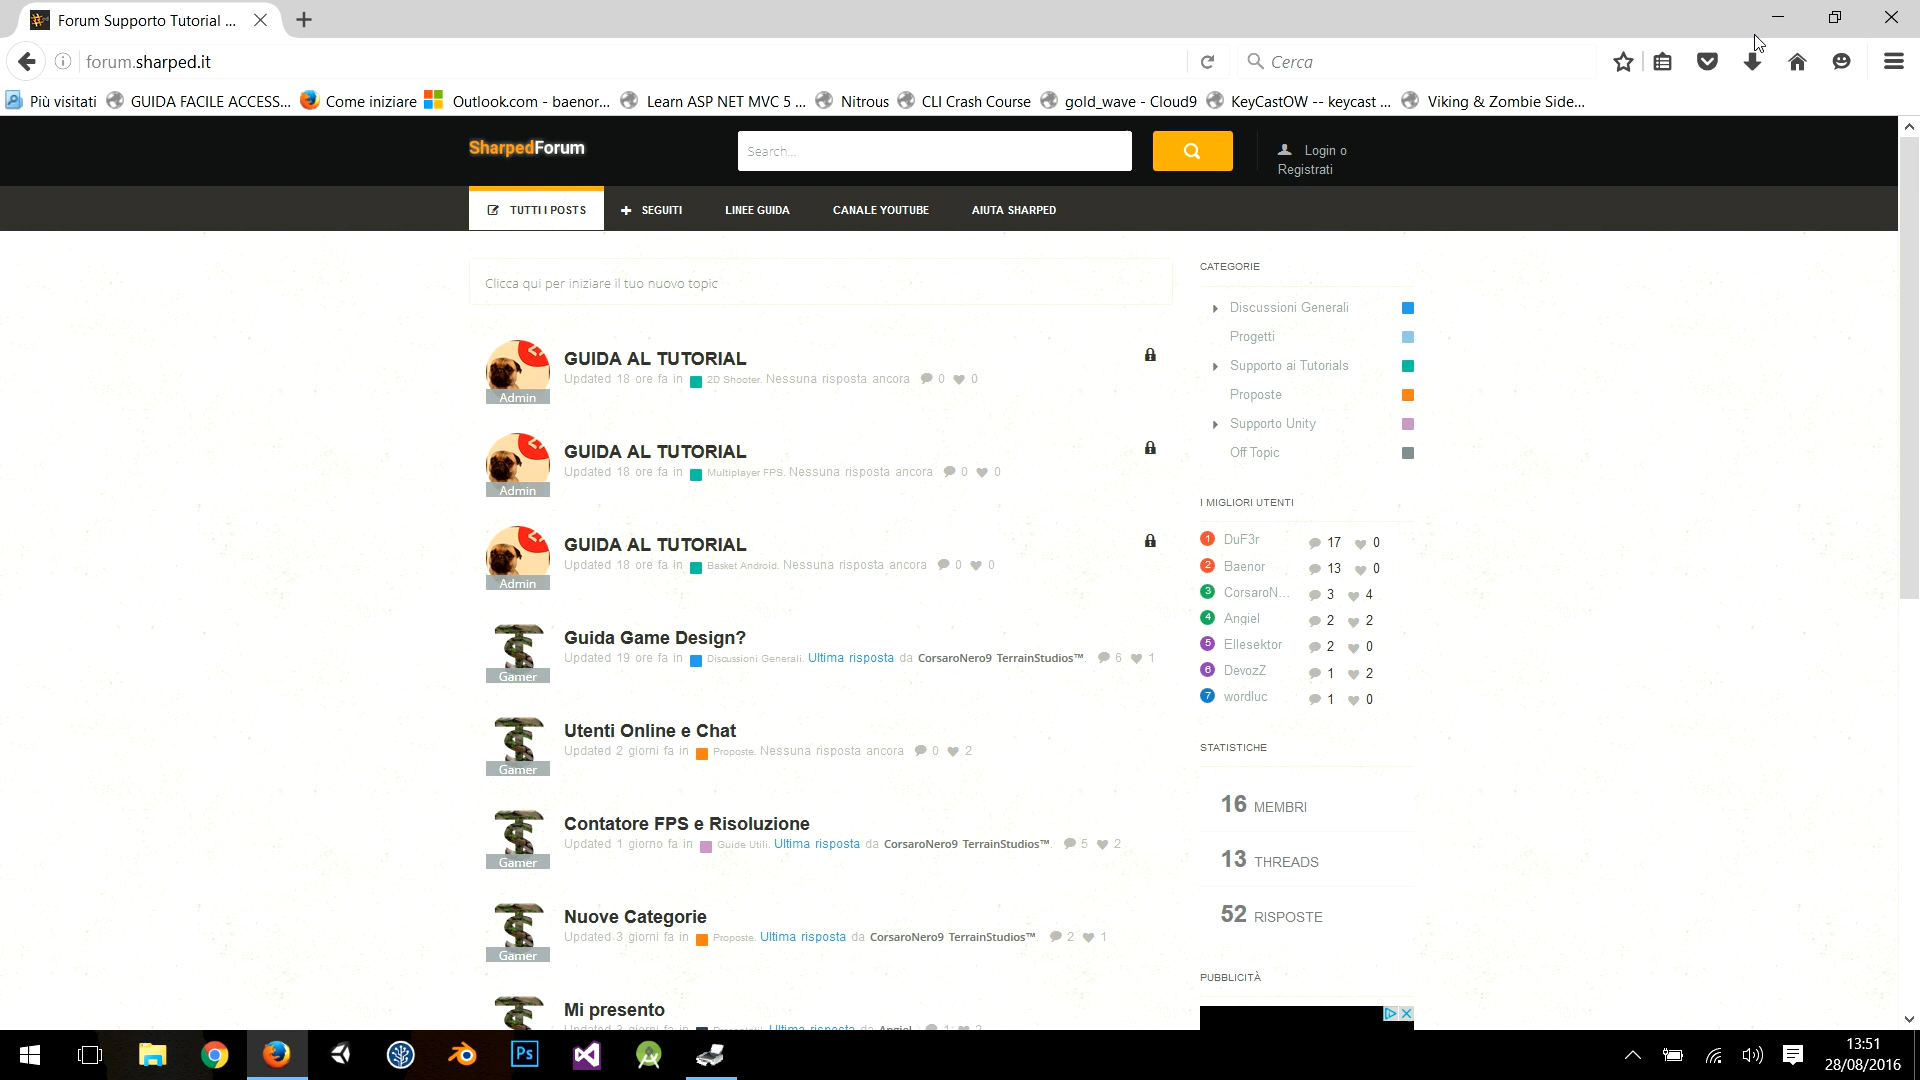 Forum Supporto Tutorial ...
forum.sharped.it
Cerca
Più visitati GUIDA FACILE ACCESS... Come iniziare Outlook.com - baenor... Learn ASP NET MVC 5 ... Nitrous CLI Crash Course gold_wave - Cloud9 KeyCastOW -- keycast ... Viking & Zombie Side...
SharpedForum
Search...
Login o
Registrati
TUTTI I POSTS SEGUITI LINEE GUIDA CANALE YOUTUBE AIUTA SHARPED
Clicca qui per iniziare il tuo nuovo topic
GUIDA AL TUTORIAL
Updated 18 ore fa in 2D Shooter. Nessuna risposta ancora 0 0
Admin
GUIDA AL TUTORIAL
Updated 18 ore fa in Multiplayer FPS. Nessuna risposta ancora 0 0
Admin
GUIDA AL TUTORIAL
Updated 18 ore fa in Basket Android. Nessuna risposta ancora 0 0
Admin
Guida Game Design?
Updated 19 ore fa in Discussioni Generali. Ultima risposta da CorsaroNero9 TerrainStudios™. 6 1
Gamer
Utenti Online e Chat
Updated 2 giorni fa in Proposte. Nessuna risposta ancora 0 2
Gamer
Contatore FPS e Risoluzione
Updated 1 giorno fa in Guide Utili. Ultima risposta da CorsaroNero9 TerrainStudios™. 5 2
Gamer
Nuove Categorie
Updated 3 giorni fa in Proposte. Ultima risposta da CorsaroNero9 TerrainStudios™. 2 1
Gamer
Mi presento
CATEGORIE
Discussioni Generali
Progetti
Supporto ai Tutorials
Proposte
Supporto Unity
Off Topic
I MIGLIORI UTENTI
1 DuF3r 17 0
2 Baenor 13 0
3 CorsaroN... 3 4
4 Angiel 2 2
5 Ellesektor 2 0
6 DevozZ 1 2
7 wordluc 1 0
STATISTICHE
16 MEMBRI
13 THREADS
52 RISPOSTE
PUBBLICITÀ
Ps
13:51
28/08/2016